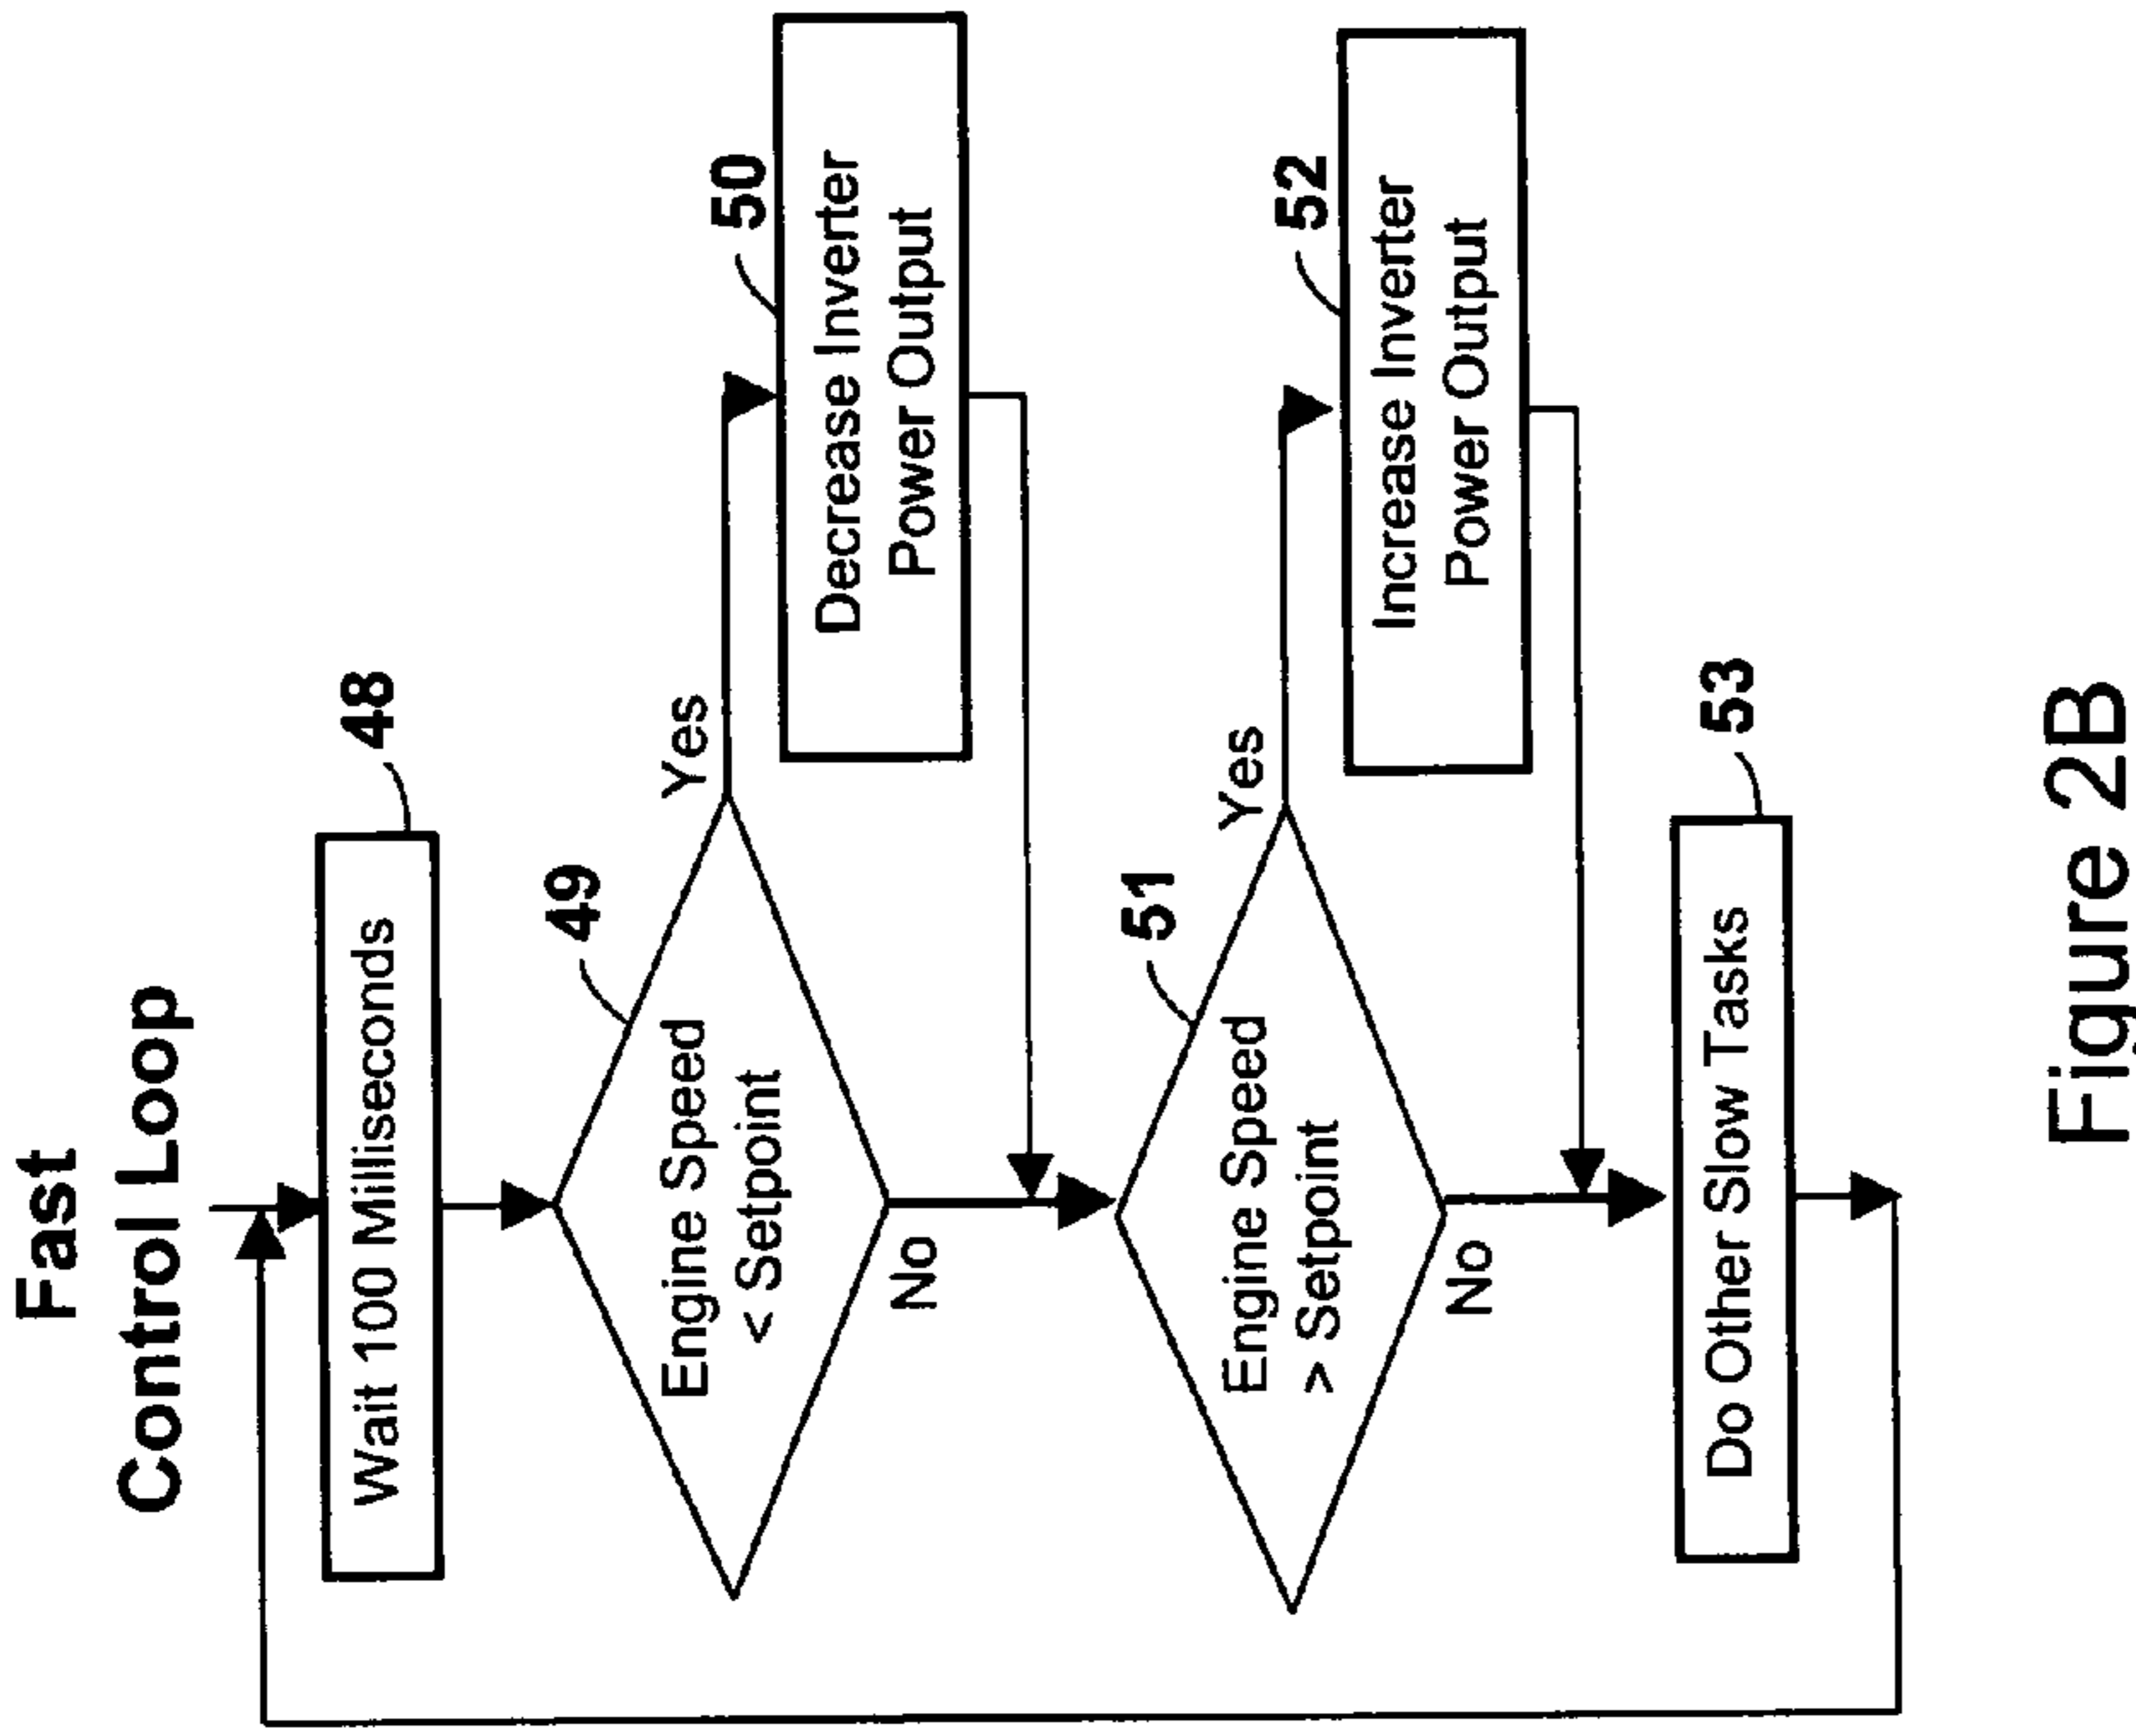 Fast
Control Loop
48
Wait 100 Milliseconds
49
Engine Speed
< Setpoint
Yes
50
Decrease Inverter
Power Output
No
51
Engine Speed
> Setpoint
Yes
52
Increase Inverter
Power Output
No
53
Do Other Slow Tasks
Figure 2B